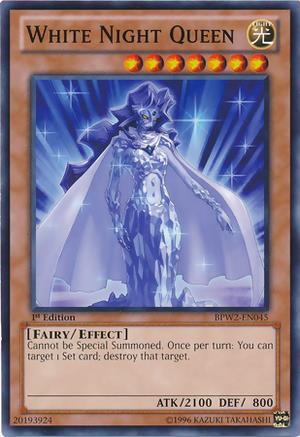 White Night Queen
LIGHT
光
1st Edition
BPW2-EN045
[Fairy/Effect]
Cannot be Special Summoned. Once per turn: You can
target 1 Set card; destroy that target.
ATK/2100 DEF/ 800
20193924
©1996 KAZUKI TAKAHASHI